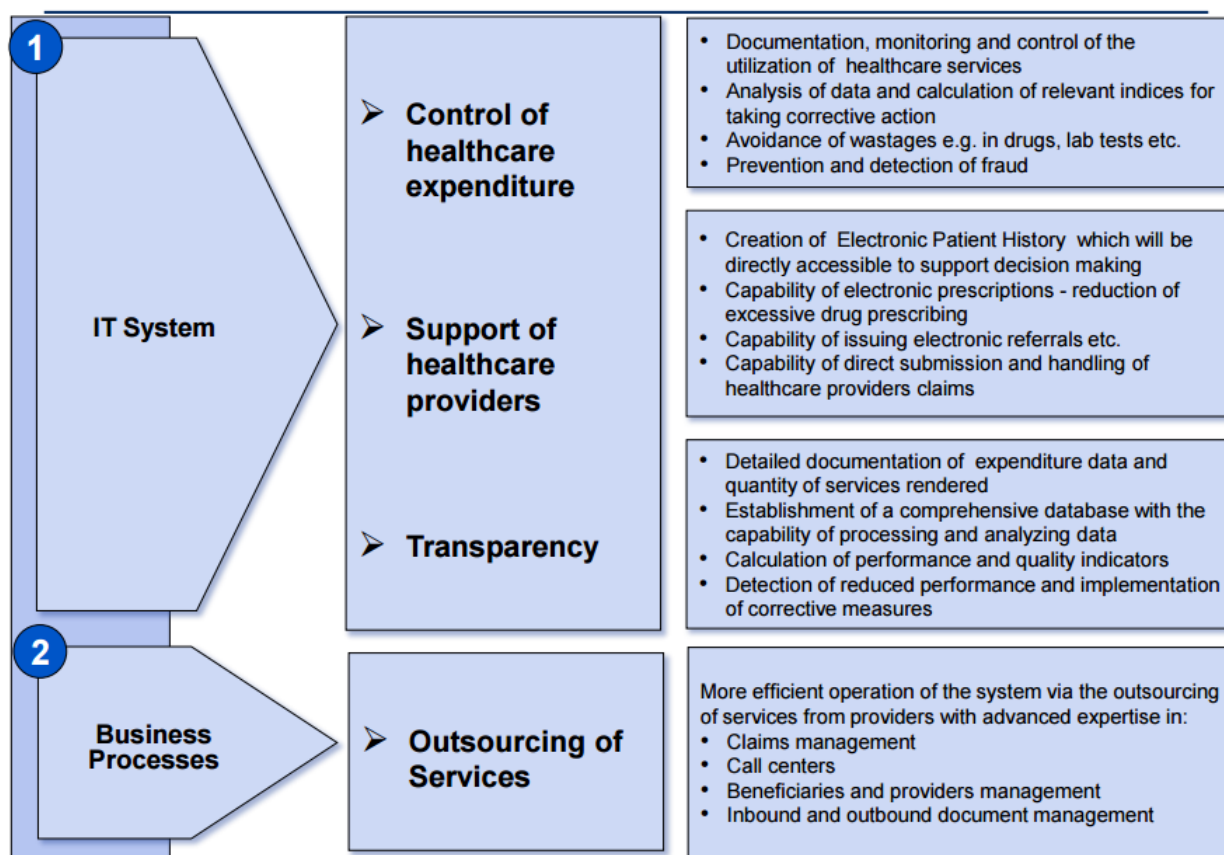 1
IT System
➢ Control of
healthcare
expenditure
• Documentation, monitoring and control of the
utilization of healthcare services
• Analysis of data and calculation of relevant indices for
taking corrective action
• Avoidance of wastages e.g. in drugs, lab tests etc.
• Prevention and detection of fraud
➢ Support of
healthcare
providers
• Creation of Electronic Patient History which will be
directly accessible to support decision making
• Capability of electronic prescriptions - reduction of
excessive drug prescribing
• Capability of issuing electronic referrals etc.
• Capability of direct submission and handling of
healthcare providers claims
➢ Transparency
• Detailed documentation of expenditure data and
quantity of services rendered
• Establishment of a comprehensive database with the
capability of processing and analyzing data
• Calculation of performance and quality indicators
• Detection of reduced performance and implementation
of corrective measures
2
Business
Processes
➢ Outsourcing of
Services
More efficient operation of the system via the outsourcing
of services from providers with advanced expertise in:
• Claims management
• Call centers
• Beneficiaries and providers management
• Inbound and outbound document management